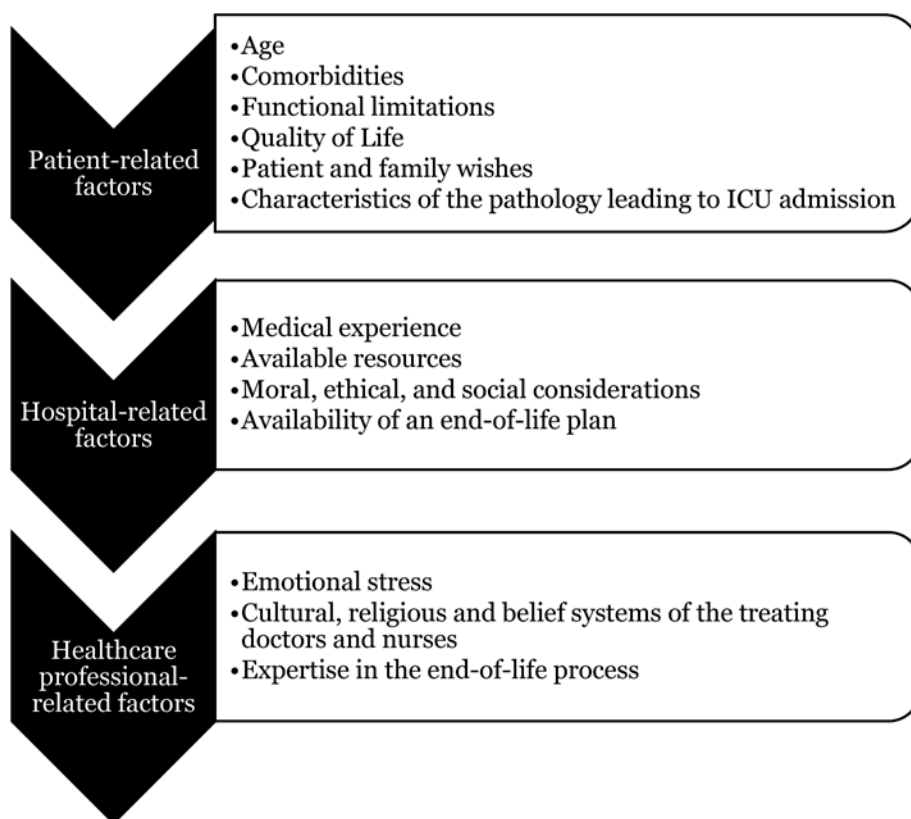 Patient-related
factors
•Age
•Comorbidities
•Functional limitations
•Quality of Life
•Patient and family wishes
•Characteristics of the pathology leading to ICU admission
Hospital-related
factors
•Medical experience
•Available resources
•Moral, ethical, and social considerations
•Availability of an end-of-life plan
Healthcare
professional-
related factors
•Emotional stress
•Cultural, religious and belief systems of the treating
doctors and nurses
•Expertise in the end-of-life process